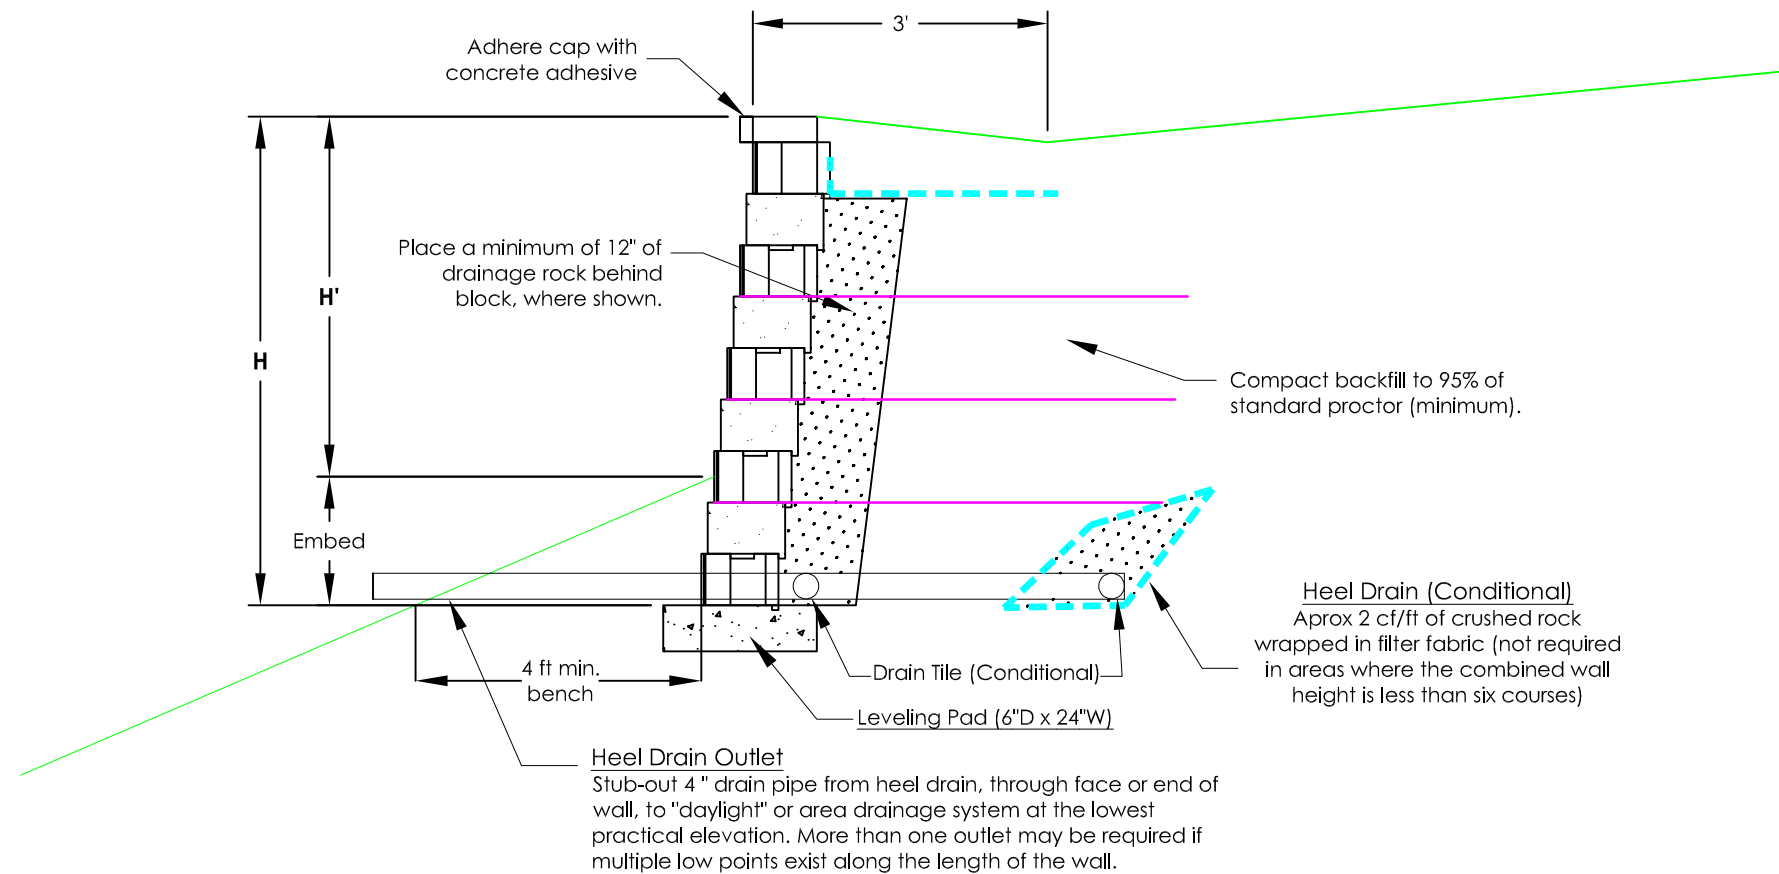 3'
Adhere cap with
concrete adhesive
Place a minimum of 12" of
drainage rock behind
block, where shown.
H'
H
Compact backfill to 95% of
standard proctor (minimum).
Embed
Heel Drain (Conditional)
Aprox 2 cf/ft of crushed rock
wrapped in filter fabric (not required
in areas where the combined wall
height is less than six courses)
4 ft min.
bench
Drain Tile (Conditional)
Leveling Pad (6"D x 24"W)
Heel Drain Outlet
Stub-out 4 " drain pipe from heel drain, through face or end of
wall, to "daylight" or area drainage system at the lowest
practical elevation. More than one outlet may be required if
multiple low points exist along the length of the wall.